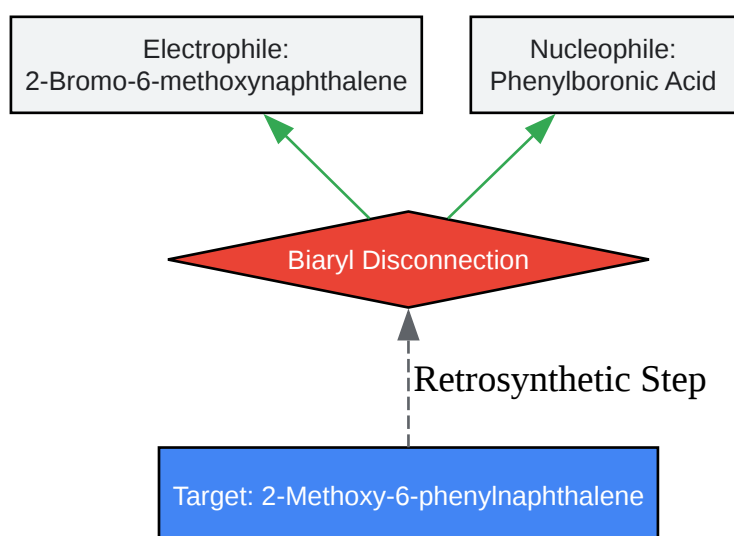 Electrophile:
2-Bromo-6-methoxynaphthalene
Nucleophile:
Phenylboronic Acid
Biaryl Disconnection
Retrosynthetic Step
Target: 2-Methoxy-6-phenylnaphthalene